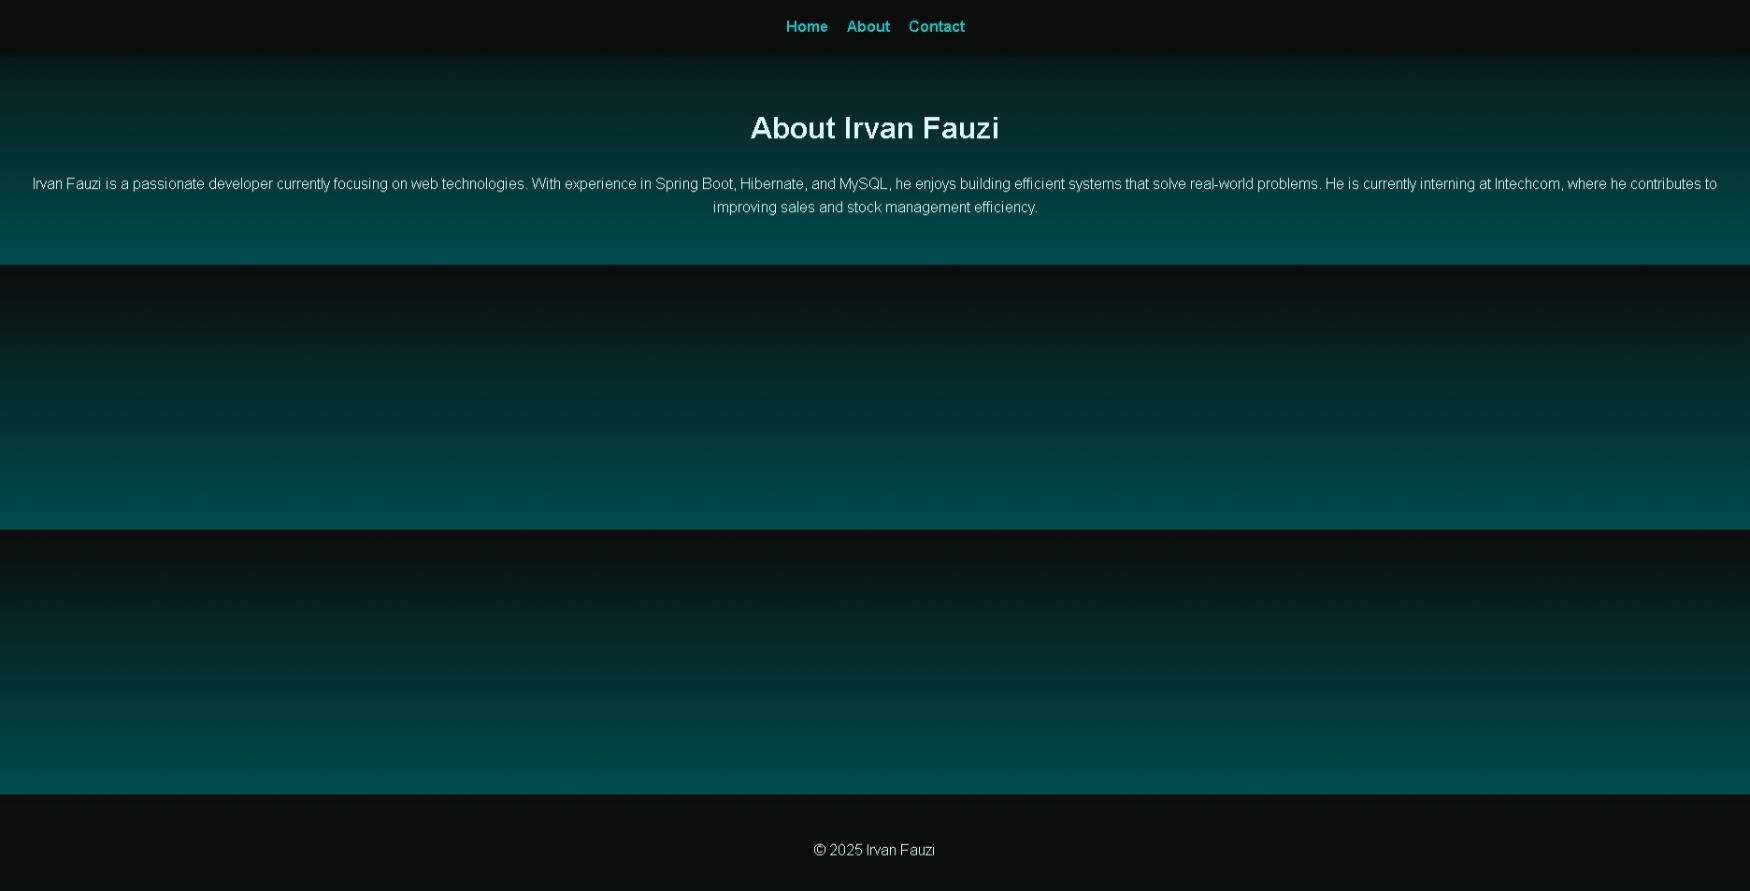 Home About Contact
About Irvan Fauzi
Irvan Fauzi is a passionate developer currently focusing on web technologies. With experience in Spring Boot, Hibernate, and MySQL, he enjoys building efficient systems that solve real-world problems. He is currently interning at Intechcom, where he contributes to
improving sales and stock management efficiency.
© 2025 Irvan Fauzi